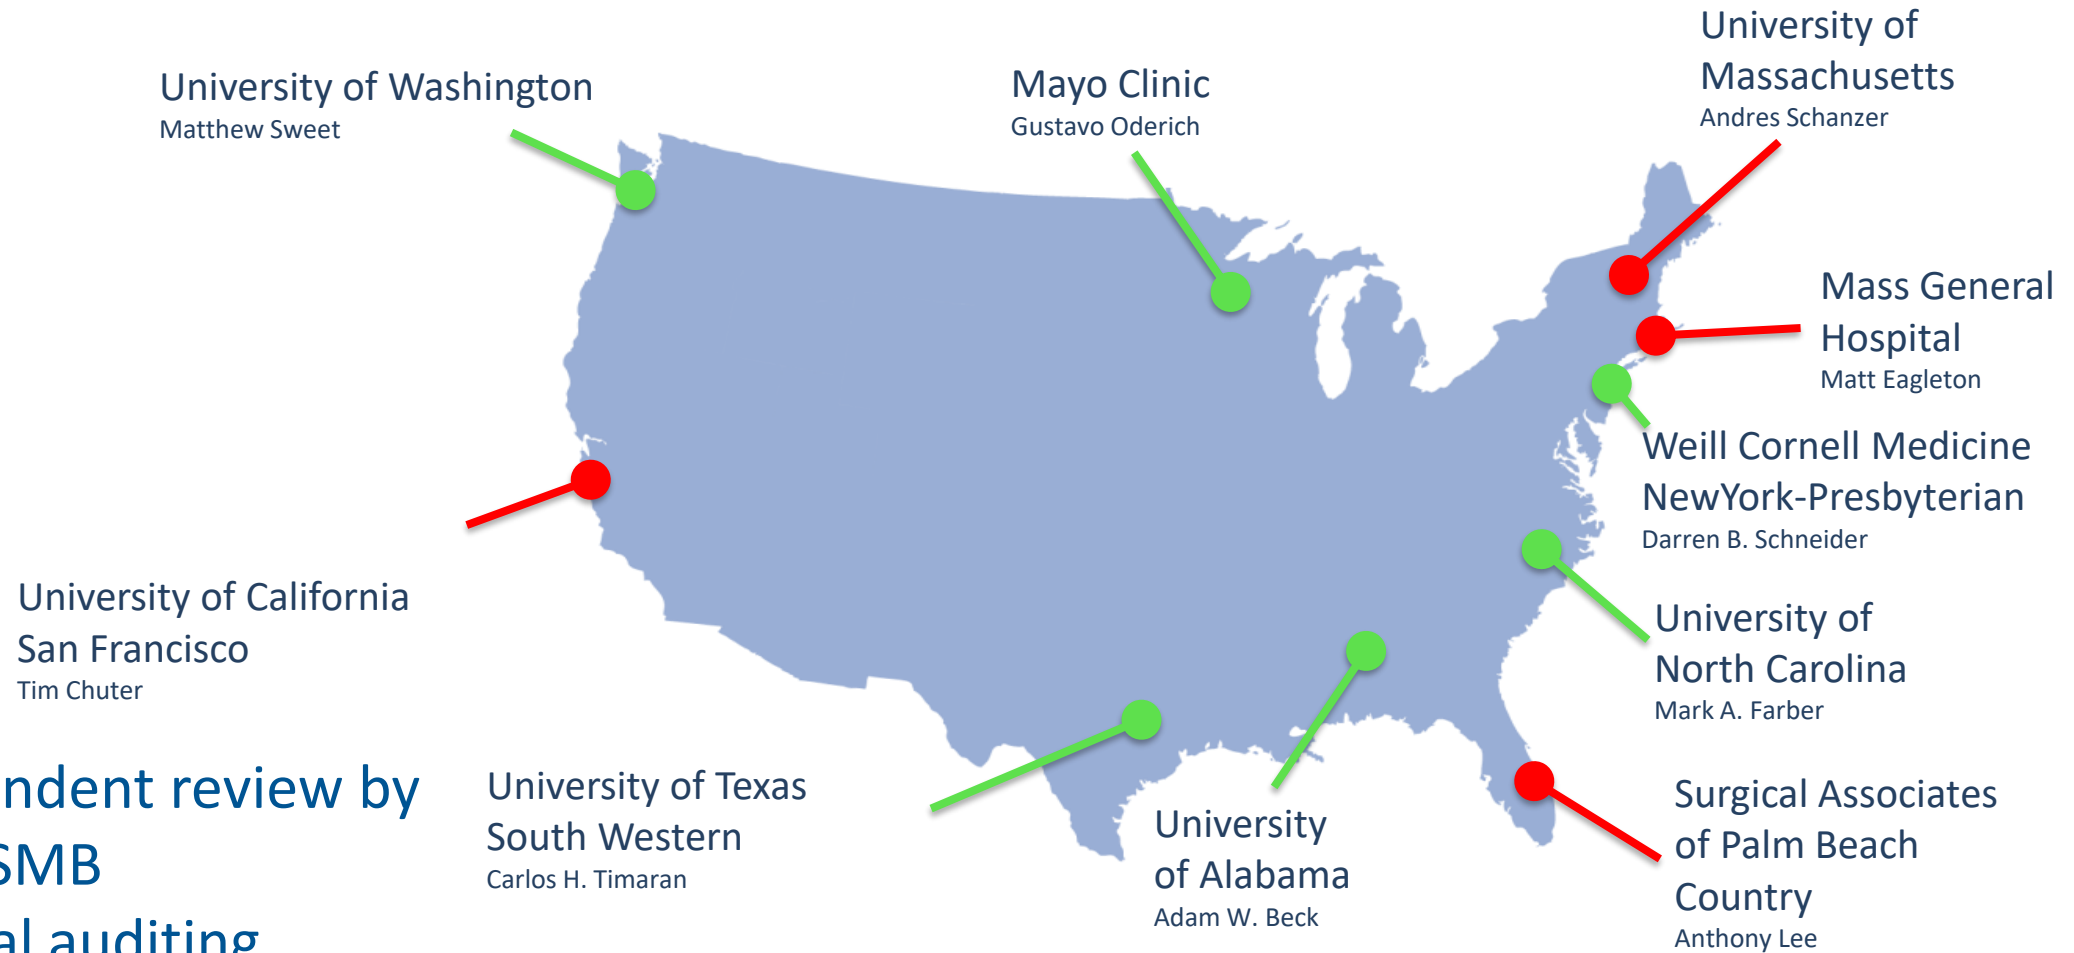 University of Washington
Matthew Sweet
Mayo Clinic
Gustavo Oderich
University of
Massachusetts
Andres Schanzer
Mass General
Hospital
Matt Eagleton
Weill Cornell Medicine
NewYork-Presbyterian
Darren B. Schneider
University of California
San Francisco
Tim Chuter
University of
North Carolina
Mark A. Farber
University of Texas
South Western
Carlos H. Timaran
University
of Alabama
Adam W. Beck
Surgical Associates
of Palm Beach
Country
Anthony Lee
ndent review by
SMB
al auditing